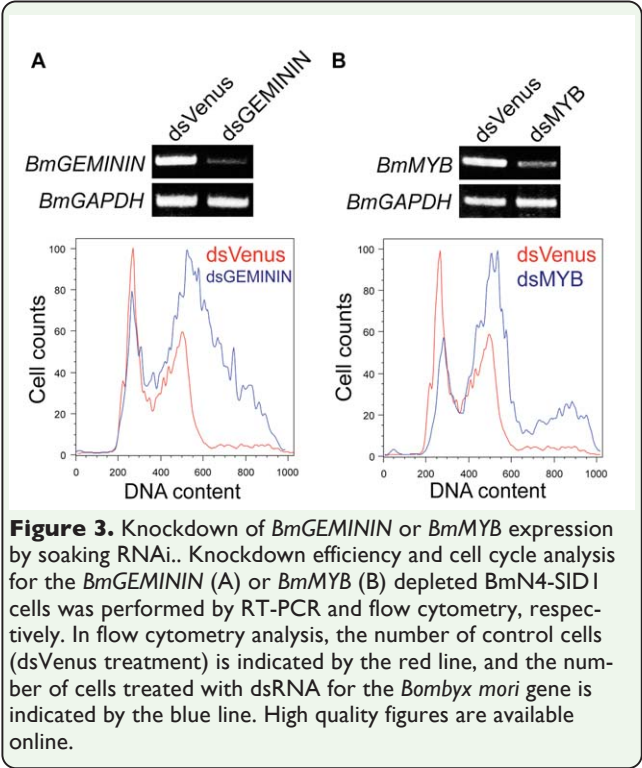 A
B
dsVenus
dsGEMININ
dsVenus
dsMYB
BmGEMININ
BmGAPDH
BmMYB
BmGAPDH
dsVenus
dsGEMININ
Cell counts
100
80
60
40
20
0
0 200 400 600 800 1000
DNA content
dsVenus
dsMYB
Cell counts
100
80
60
40
20
0
0 200 400 600 800 1000
DNA content
Figure 3. Knockdown of BmGEMININ or BmMYB expression
by soaking RNAi.. Knockdown efficiency and cell cycle analysis
for the BmGEMININ (A) or BmMYB (B) depleted BmN4-SID1
cells was performed by RT-PCR and flow cytometry, respec-
tively. In flow cytometry analysis, the number of control cells
(dsVenus treatment) is indicated by the red line, and the num-
ber of cells treated with dsRNA for the Bombyx mori gene is
indicated by the blue line. High quality figures are available
online.